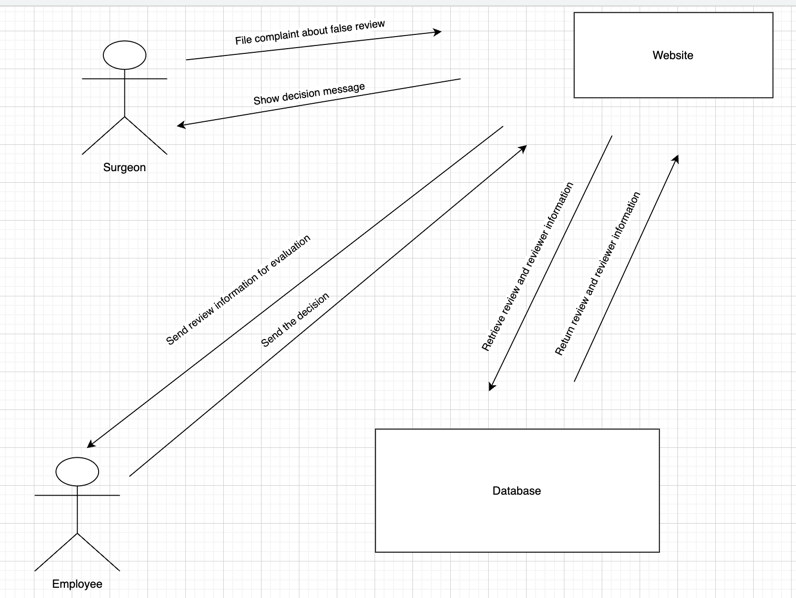 File complaint about false review
Website
Show decision message
Surgeon
Retrieve review and reviewer information
Return review and reviewer information
Send review information for evaluation
Send the decision
Database
Employee